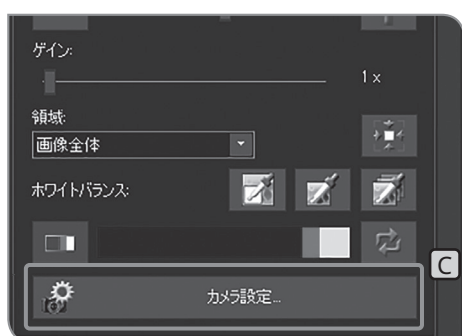 ゲイン:
1 x
領域:
画像全体
ホワイトバランス:
C
カメラ設定...